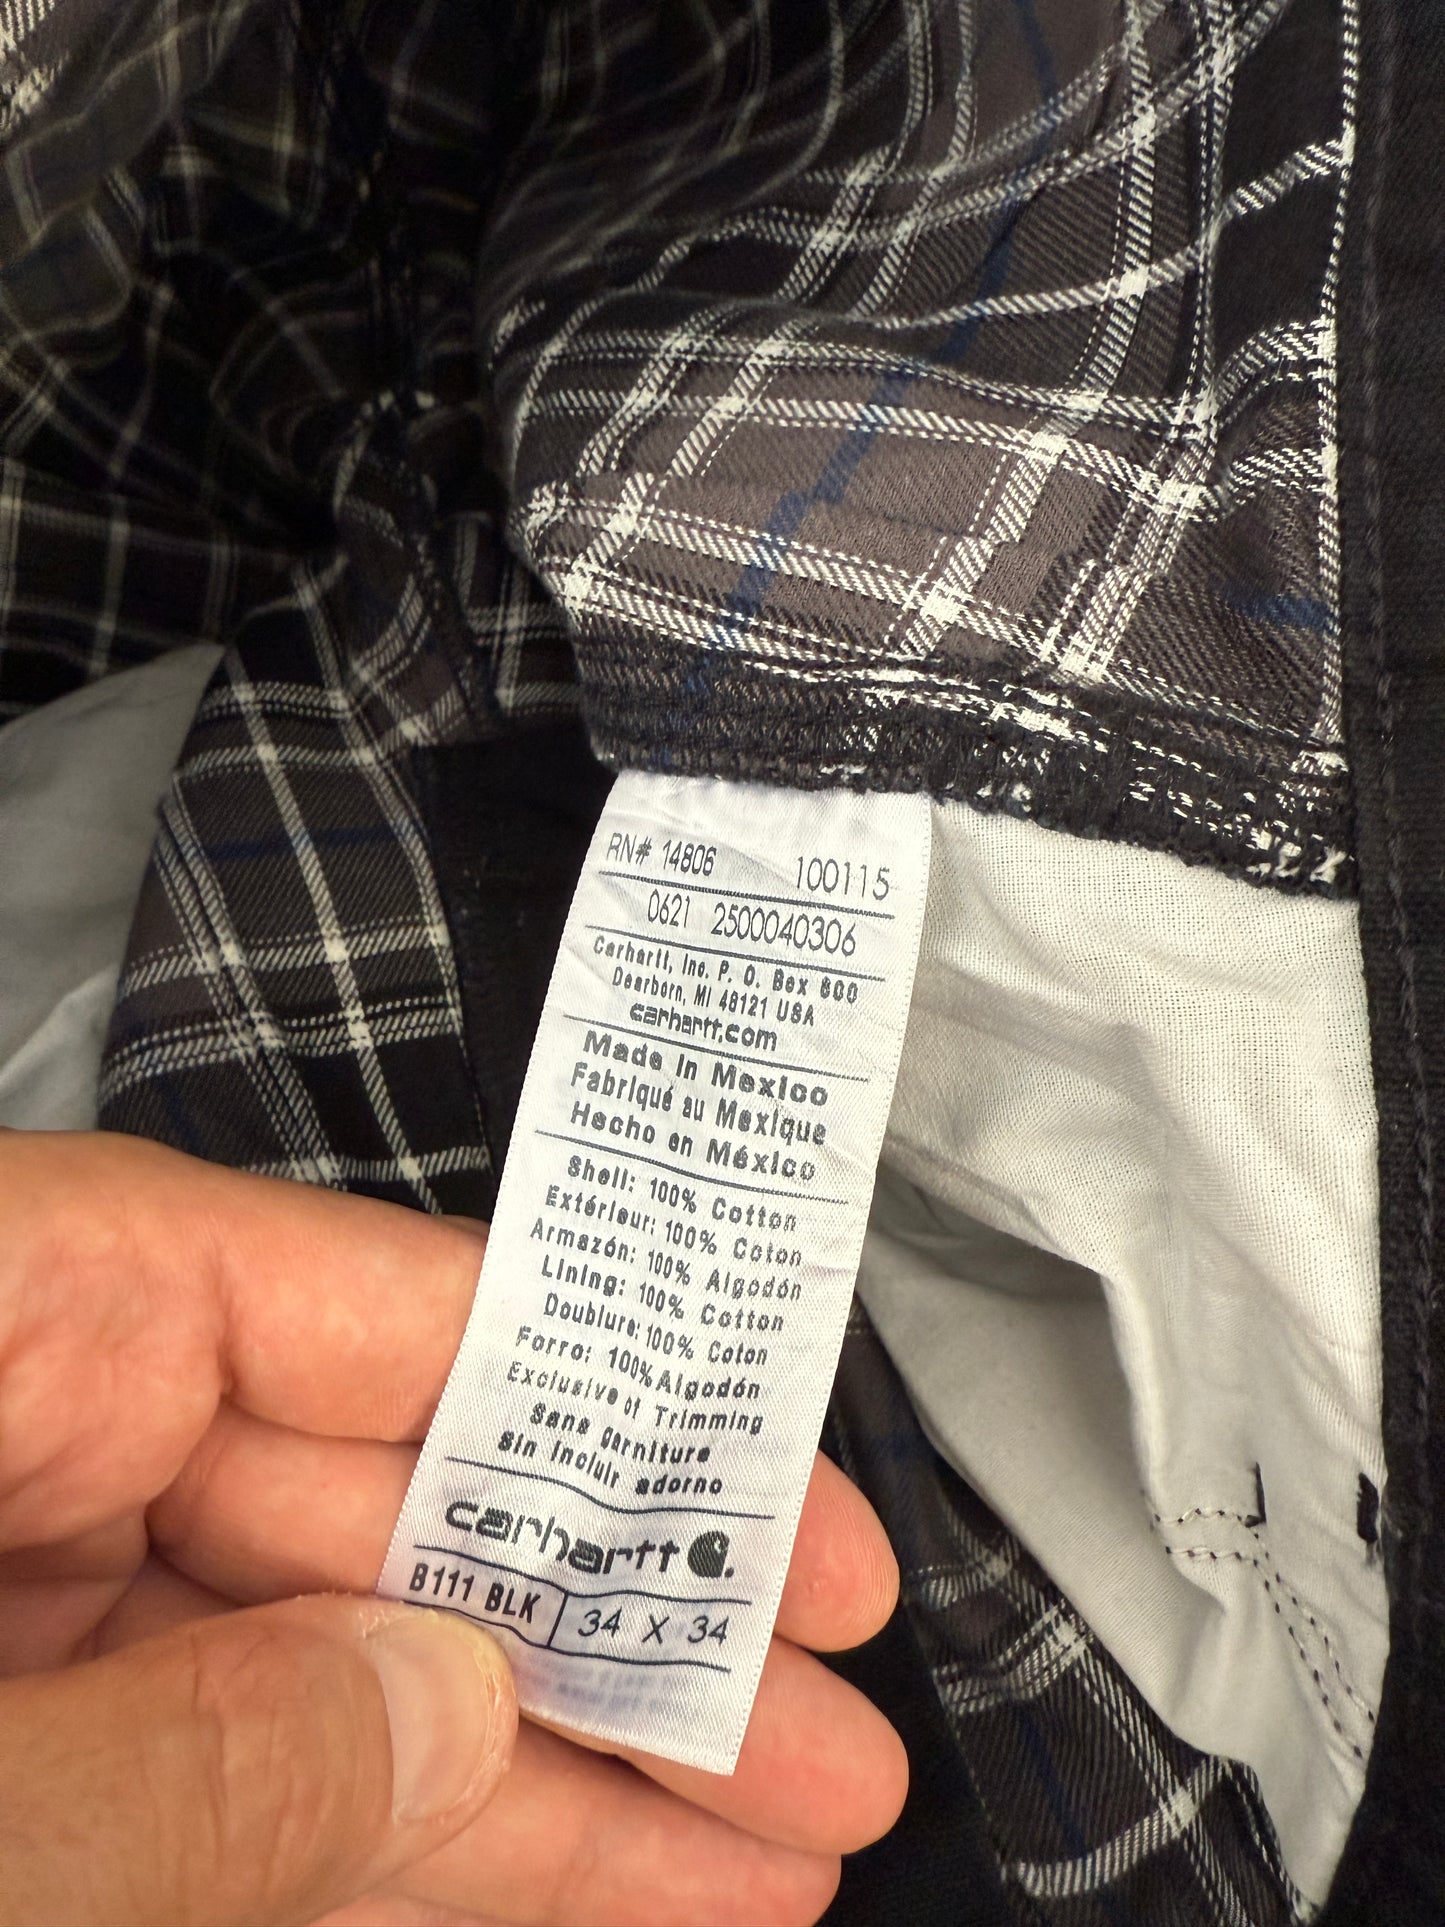 RN# 14806 100115
0621 2500040306
Carhartt, Inc. P. O. Box 600
Dearborn, MI 48121 USA
carhartt.com
Made in Mexico
Fabriqué au Mexique
Hecho en México
Shell: 100% Cotton
Extérieur: 100% Coton
Armazón: 100% Algodón
Lining: 100% Cotton
Doublure: 100% Coton
Forro: 100% Algodón
Exclusive of Trimming
Sans garniture
Sin incluir adorno
carhartt
B111 BLK 34 X 34